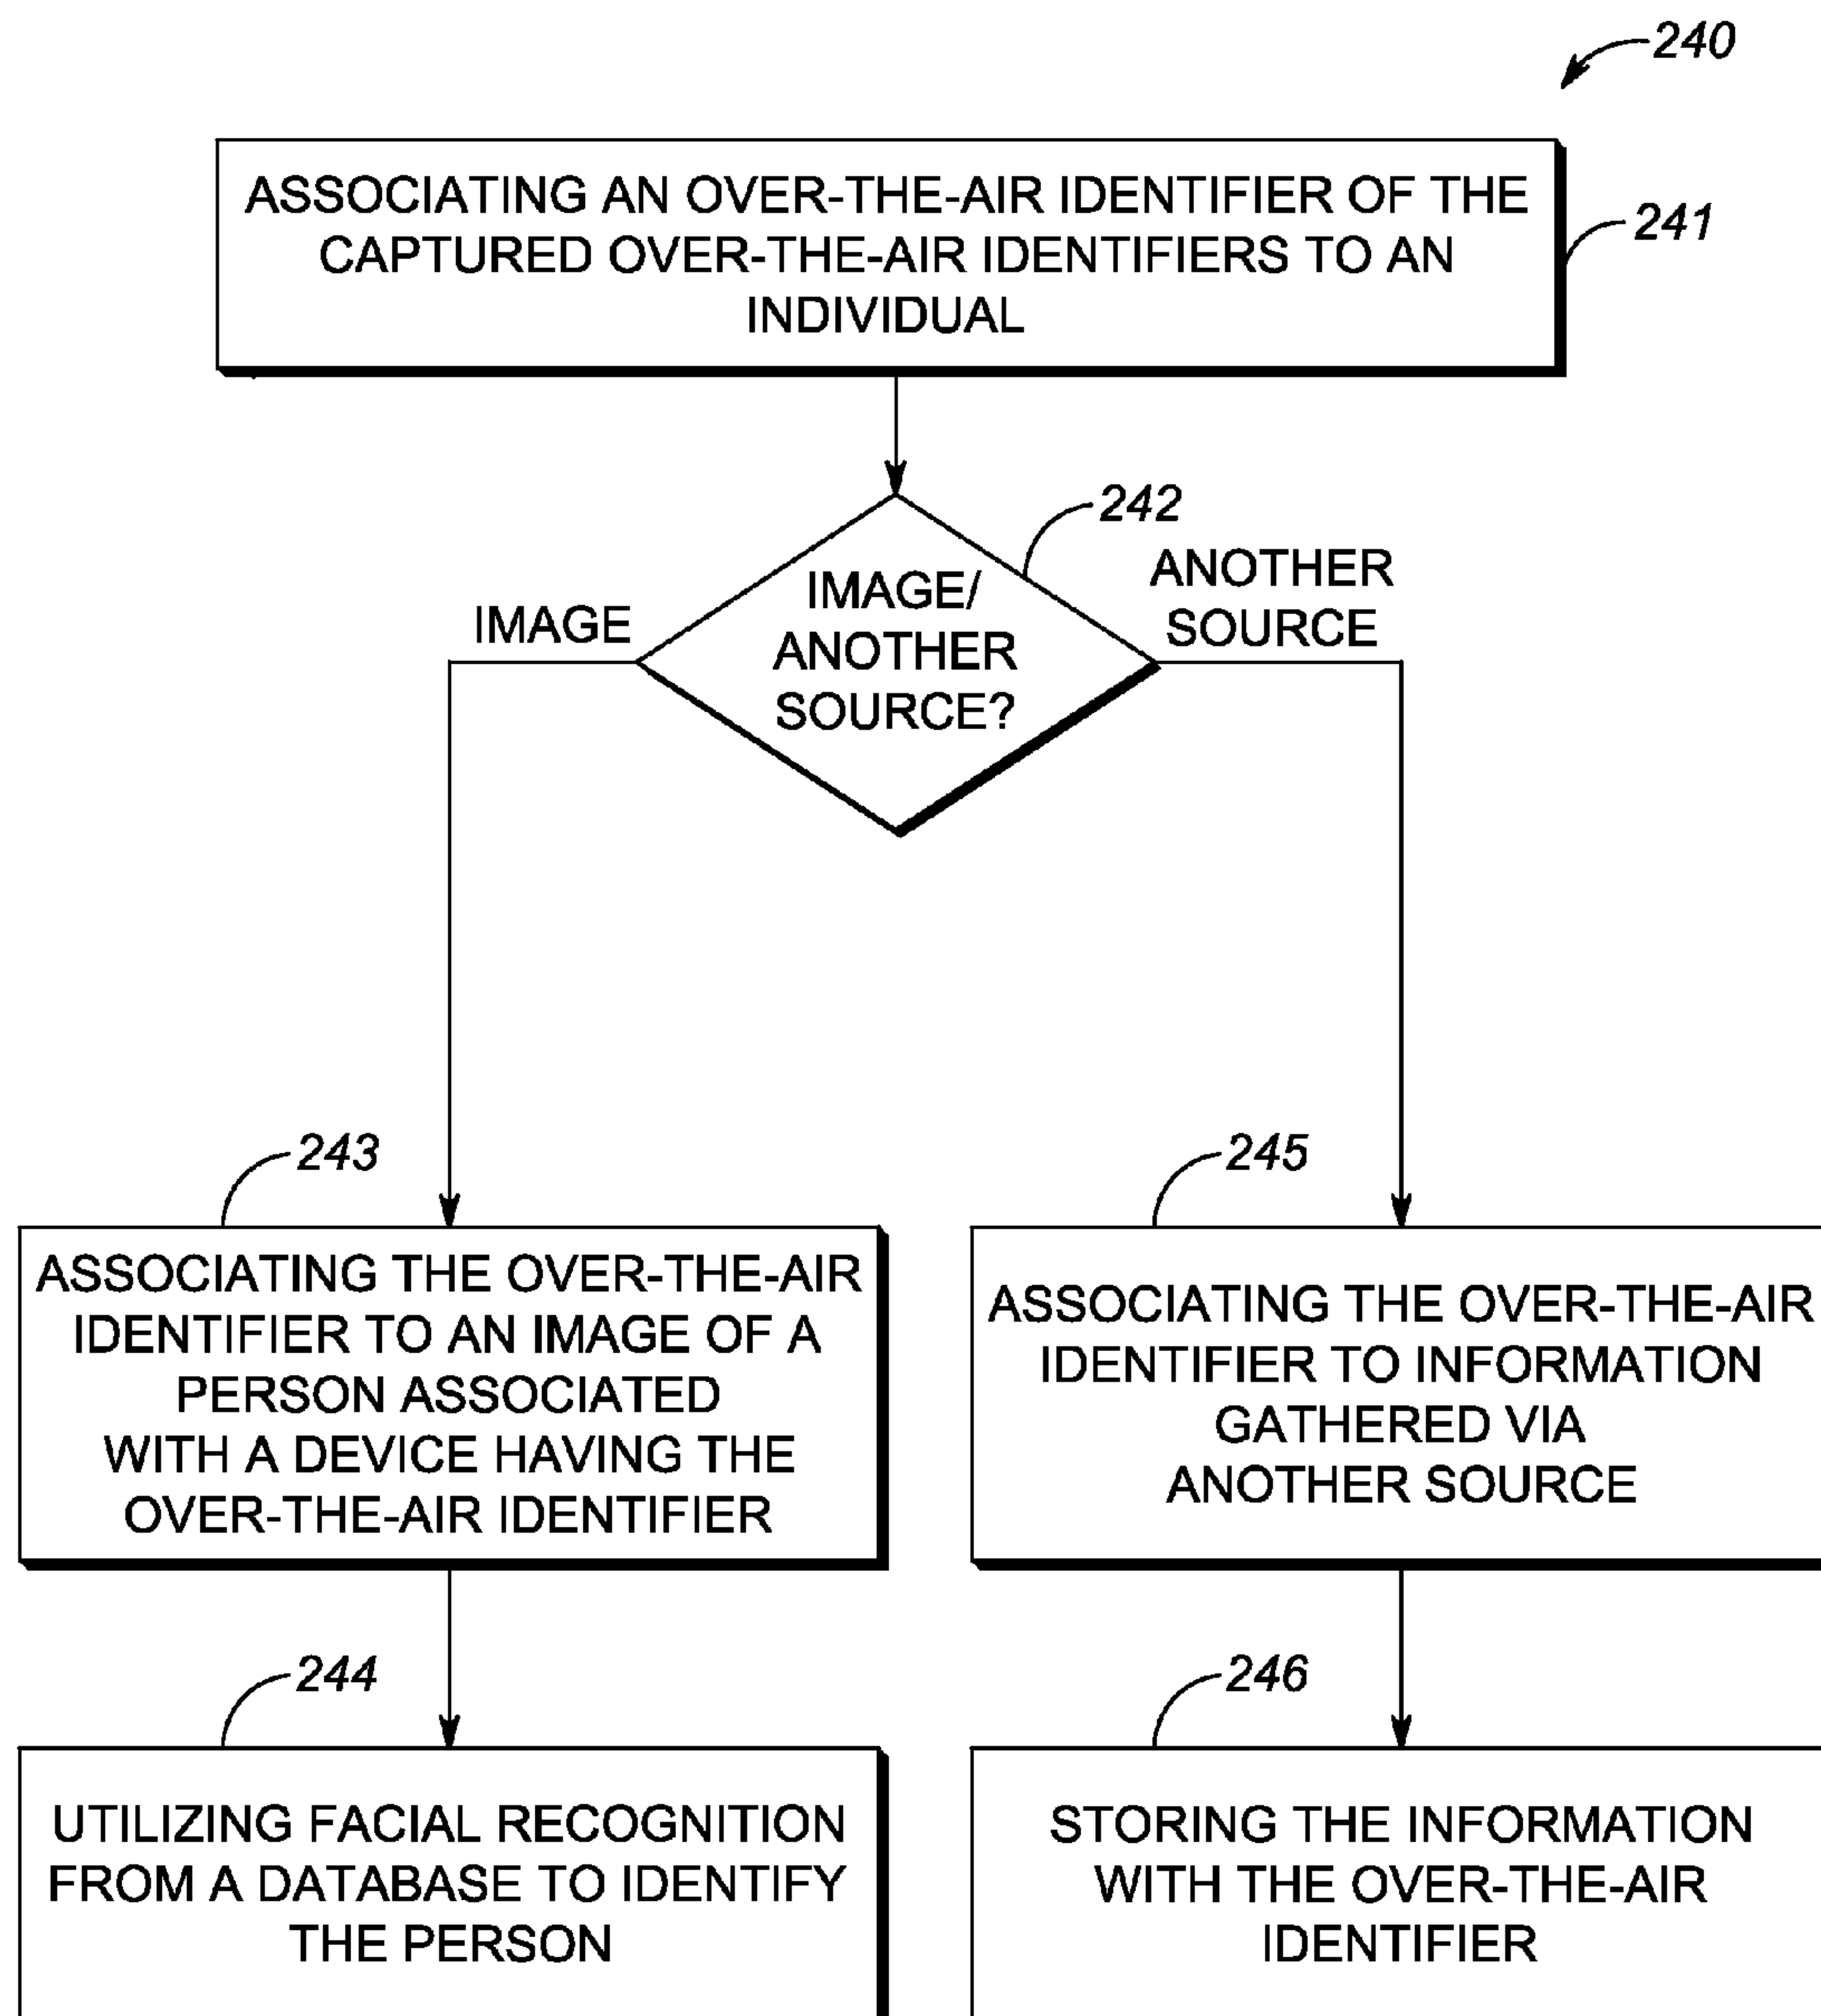 240
ASSOCIATING AN OVER-THE-AIR IDENTIFIER OF THE
CAPTURED OVER-THE-AIR IDENTIFIERS TO AN
INDIVIDUAL
241
242
IMAGE/
ANOTHER
SOURCE?
IMAGE
ANOTHER
SOURCE
243
ASSOCIATING THE OVER-THE-AIR
IDENTIFIER TO AN IMAGE OF A
PERSON ASSOCIATED
WITH A DEVICE HAVING THE
OVER-THE-AIR IDENTIFIER
245
ASSOCIATING THE OVER-THE-AIR
IDENTIFIER TO INFORMATION
GATHERED VIA
ANOTHER SOURCE
244
UTILIZING FACIAL RECOGNITION
FROM A DATABASE TO IDENTIFY
THE PERSON
246
STORING THE INFORMATION
WITH THE OVER-THE-AIR
IDENTIFIER